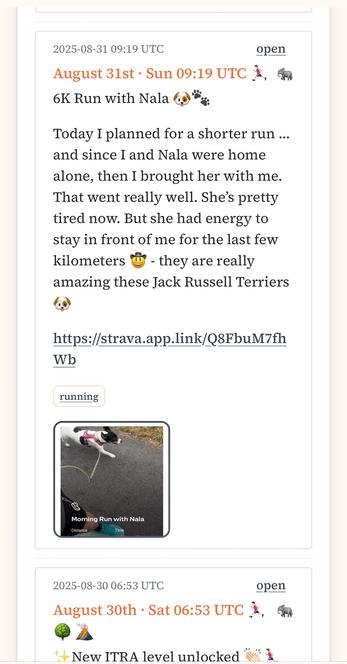 2025-08-31 09:19 UTC open
August 31st · Sun 09:19 UTC 🏃🏻‍♂️ 🐘
6K Run with Nala 🐶🐾
Today I planned for a shorter run ...
and since I and Nala were home
alone, then I brought her with me.
That went really well. She’s pretty
tired now. But she had energy to
stay in front of me for the last few
kilometers 🤠 - they are really
amazing these Jack Russell Terriers
🐶
https://strava.app.link/Q8FbuM7fh
Wb
running
Morning Run with Nala
Distance Time
2025-08-30 06:53 UTC open
August 30th · Sat 06:53 UTC 🏃🏻‍♂️ 🐘
🌳 🌋
✨New ITRA level unlocked 👏🏻🏃🏻‍♂️